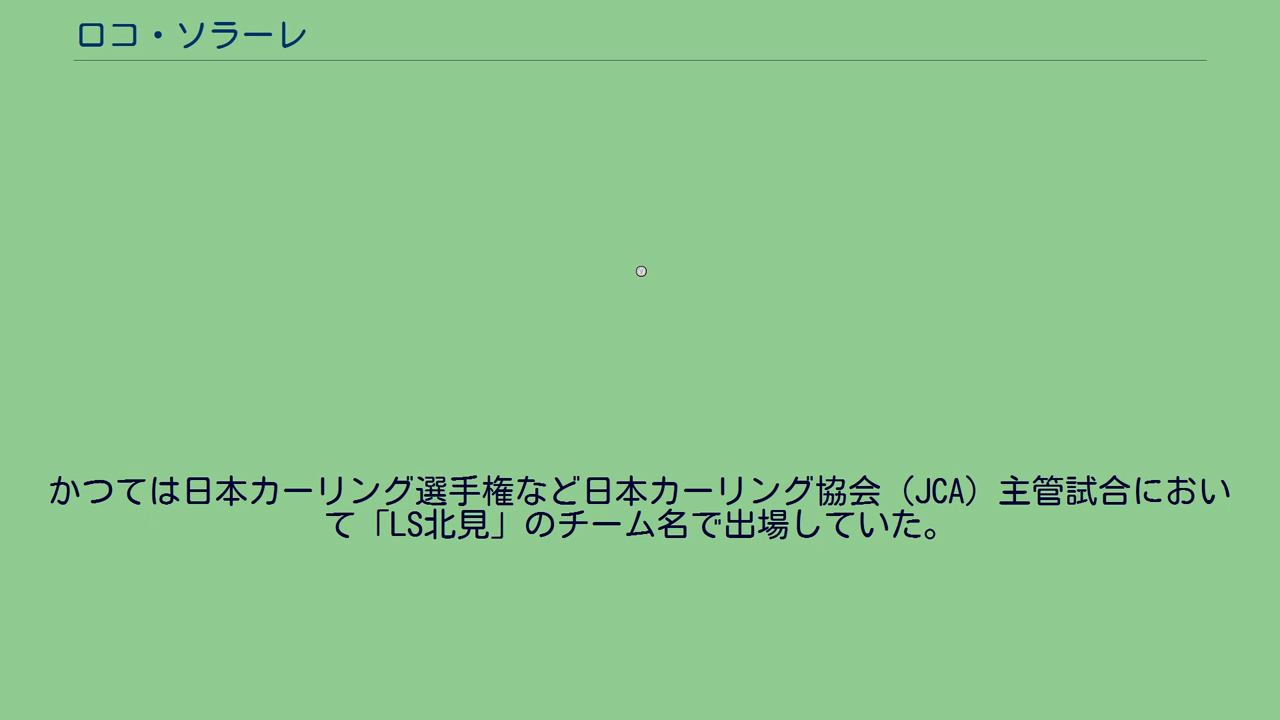 ロコ・ソラーレ
かつては日本カーリング選手権など日本カーリング協会（JCA）主管試合におい
て「LS北見」のチーム名で出場していた。